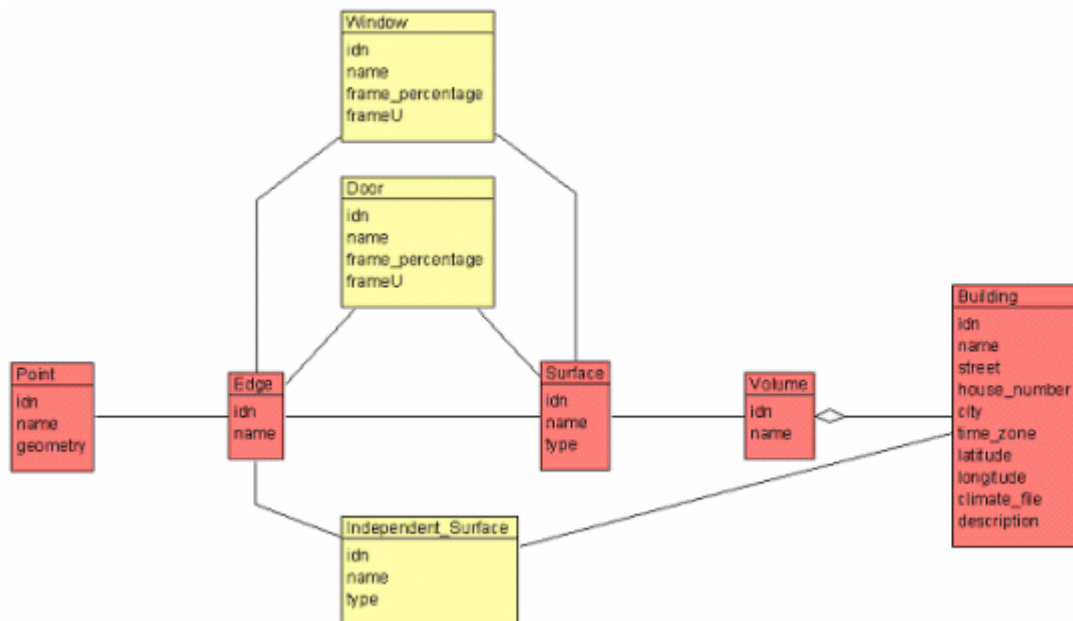 Window
idn
name
frame_percentage
frameU
Door
idn
name
frame_percentage
frameU
Building
idn
name
street
house_number
city
time_zone
latitude
longitude
climate_file
description
Point
idn
name
geometry
Edge
idn
name
Surface
idn
name
type
Volume
idn
name
Independent_Surface
idn
name
type